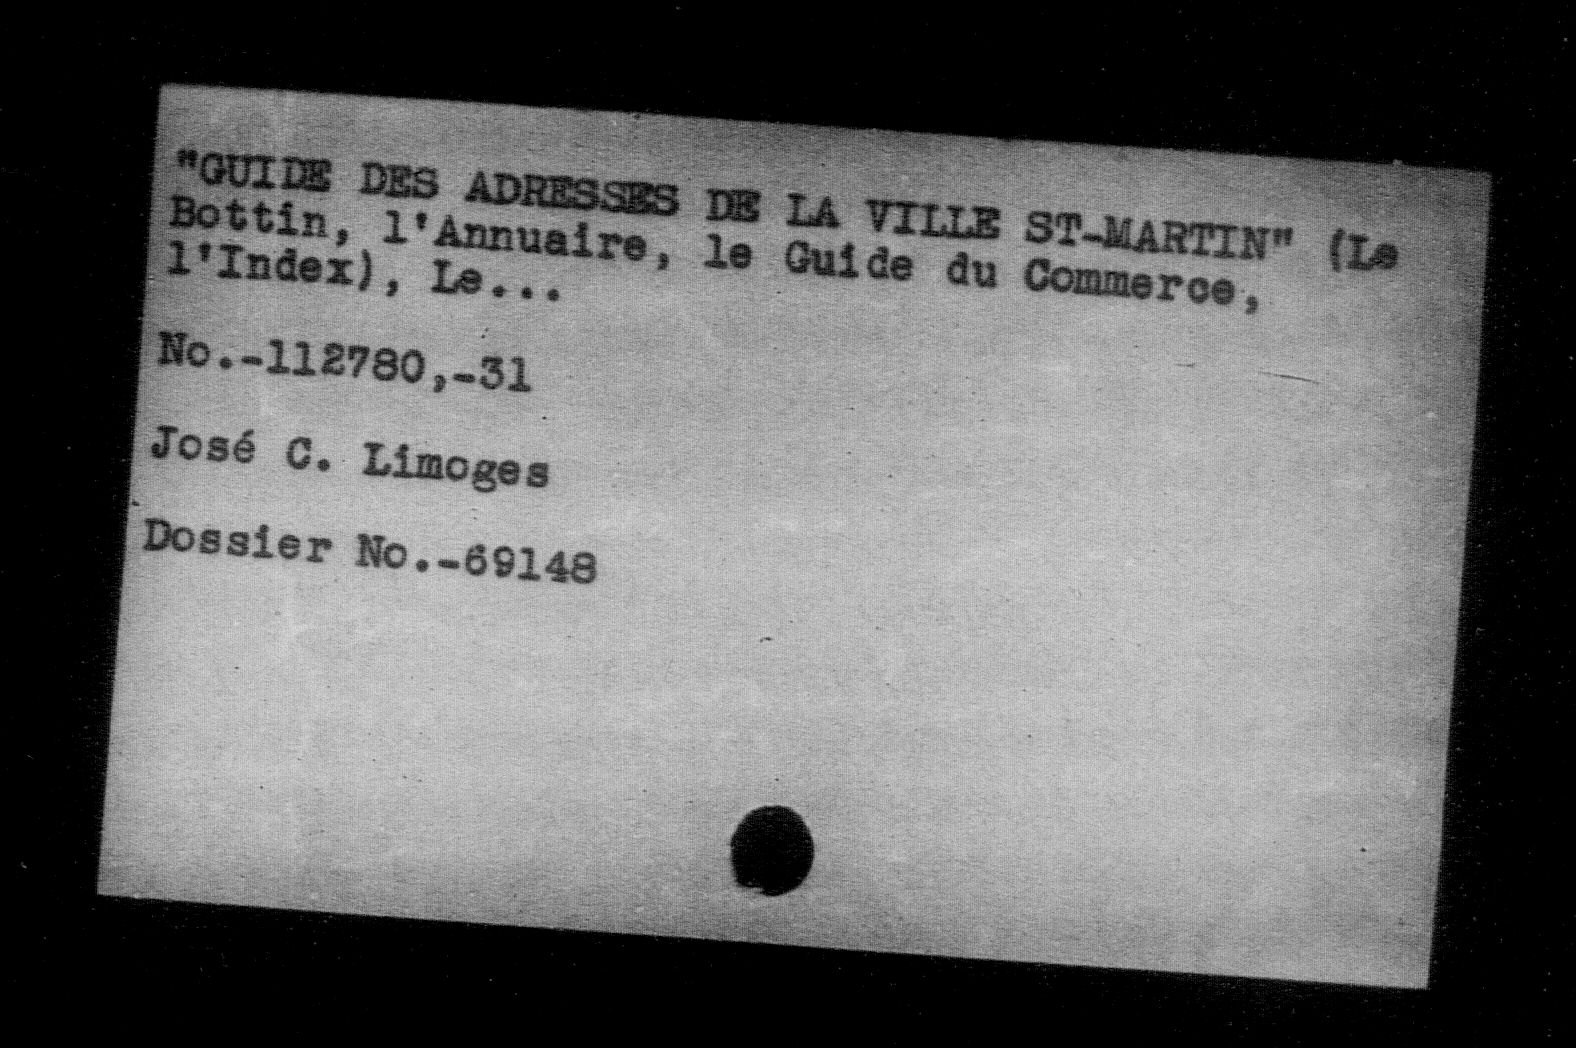 "GUIDE DES ADRESSES DE LA VILLE ST-MARTIN" (Le
Bottin, l'Annuaire, le Guide du Commerce,
l'Index), Le...
No.-112780,-31
José C. Limoges
Dossier No.-69148